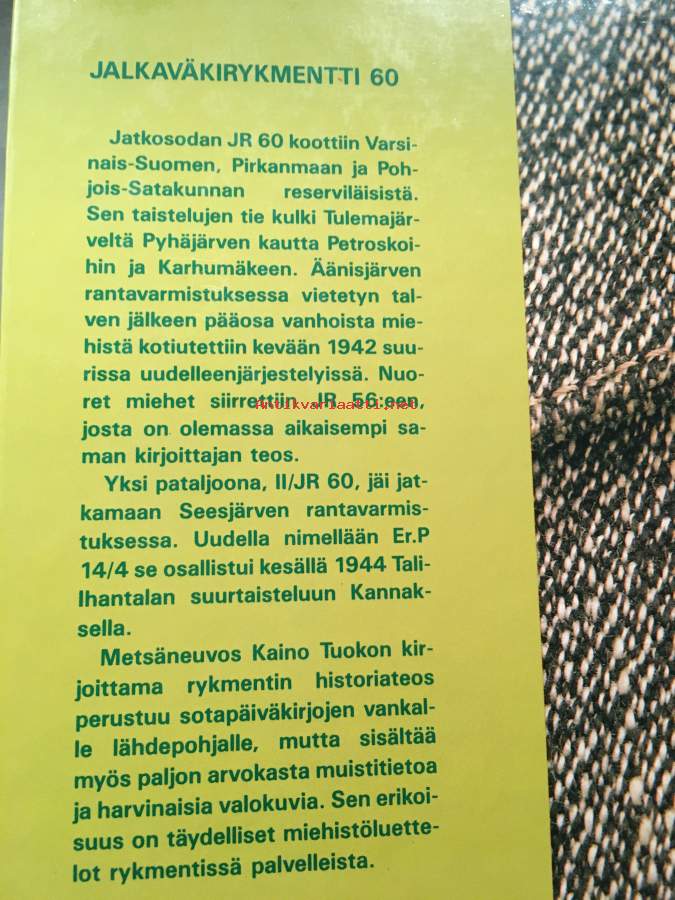 JALKAVÄKIRYKMENTTI 60
Jatkosodan JR 60 koottiin Varsi-
nais-Suomen, Pirkanmaan ja Poh-
jois-Satakunnan reserviläisistä.
Sen taistelujen tie kulki Tulemajär-
veltä Pyhäjärven kautta Petroskoi-
hin ja Karhumäkeen. Äänisjärven
rantavarmistuksessa vietetyn tal-
ven jälkeen pääosa vanhoista mie-
histä kotiutettiin kevään 1942 suu-
rissa uudelleenjärjestelyissä. Nuo-
ret miehet siirrettiin JR 56:een,
Antikvariaatti.net
josta on olemassa aikaisempi sa-
man kirjoittajan teos.
Yksi pataljoona, II/JR 60, jäi jat-
kamaan Seesjärven rantavarmis-
tuksessa. Uudella nimellään Er.P
14/4 se osallistui kesällä 1944 Tali-
Ihantalan suurtaisteluun Kannak-
sella.
Metsäneuvos Kaino Tuokon kir-
joittama rykmentin historiateos
perustuu sotapäiväkirjojen vankal-
le lähdepohjalle, mutta sisältää
myös paljon arvokasta muistitietoa
ja harvinaisia valokuvia. Sen erikoi-
suus on täydelliset miehistöluette-
lot rykmentissä palvelleista.